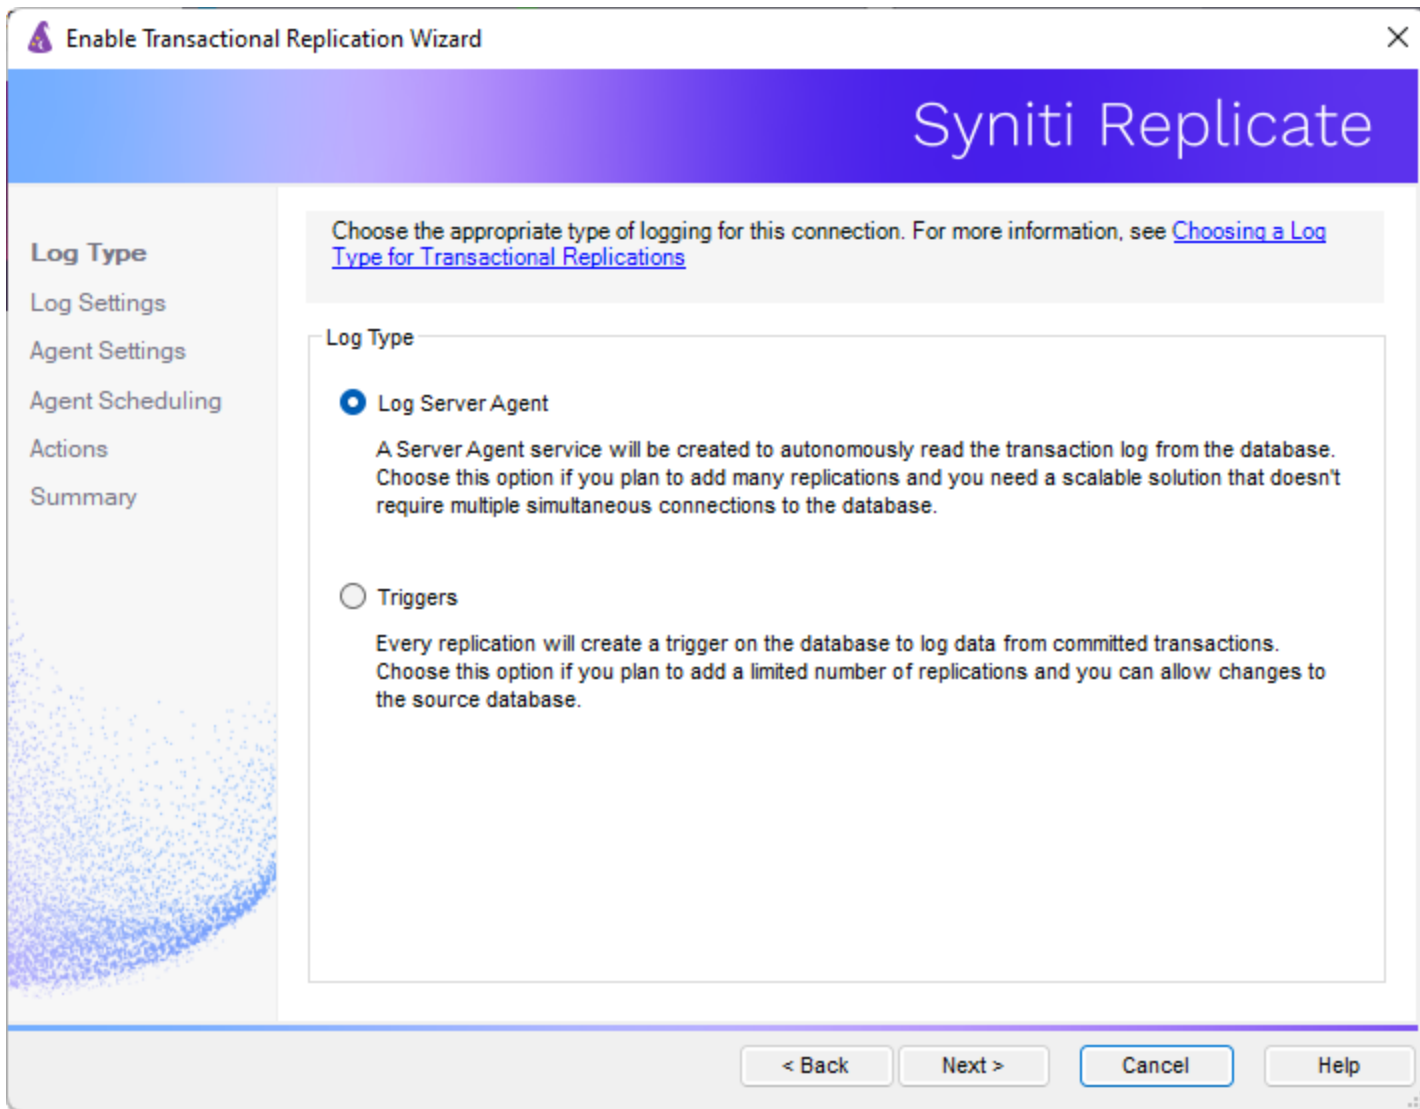 Enable Transactional Replication Wizard
Syniti Replicate
Log Type
Log Settings
Agent Settings
Agent Scheduling
Actions
Summary
Choose the appropriate type of logging for this connection. For more information, see Choosing a Log
Type for Transactional Replications
Log Type
Log Server Agent
A Server Agent service will be created to autonomously read the transaction log from the database.
Choose this option if you plan to add many replications and you need a scalable solution that doesn't
require multiple simultaneous connections to the database.
Triggers
Every replication will create a trigger on the database to log data from committed transactions.
Choose this option if you plan to add a limited number of replications and you can allow changes to
the source database.
< Back
Next >
Cancel
Help